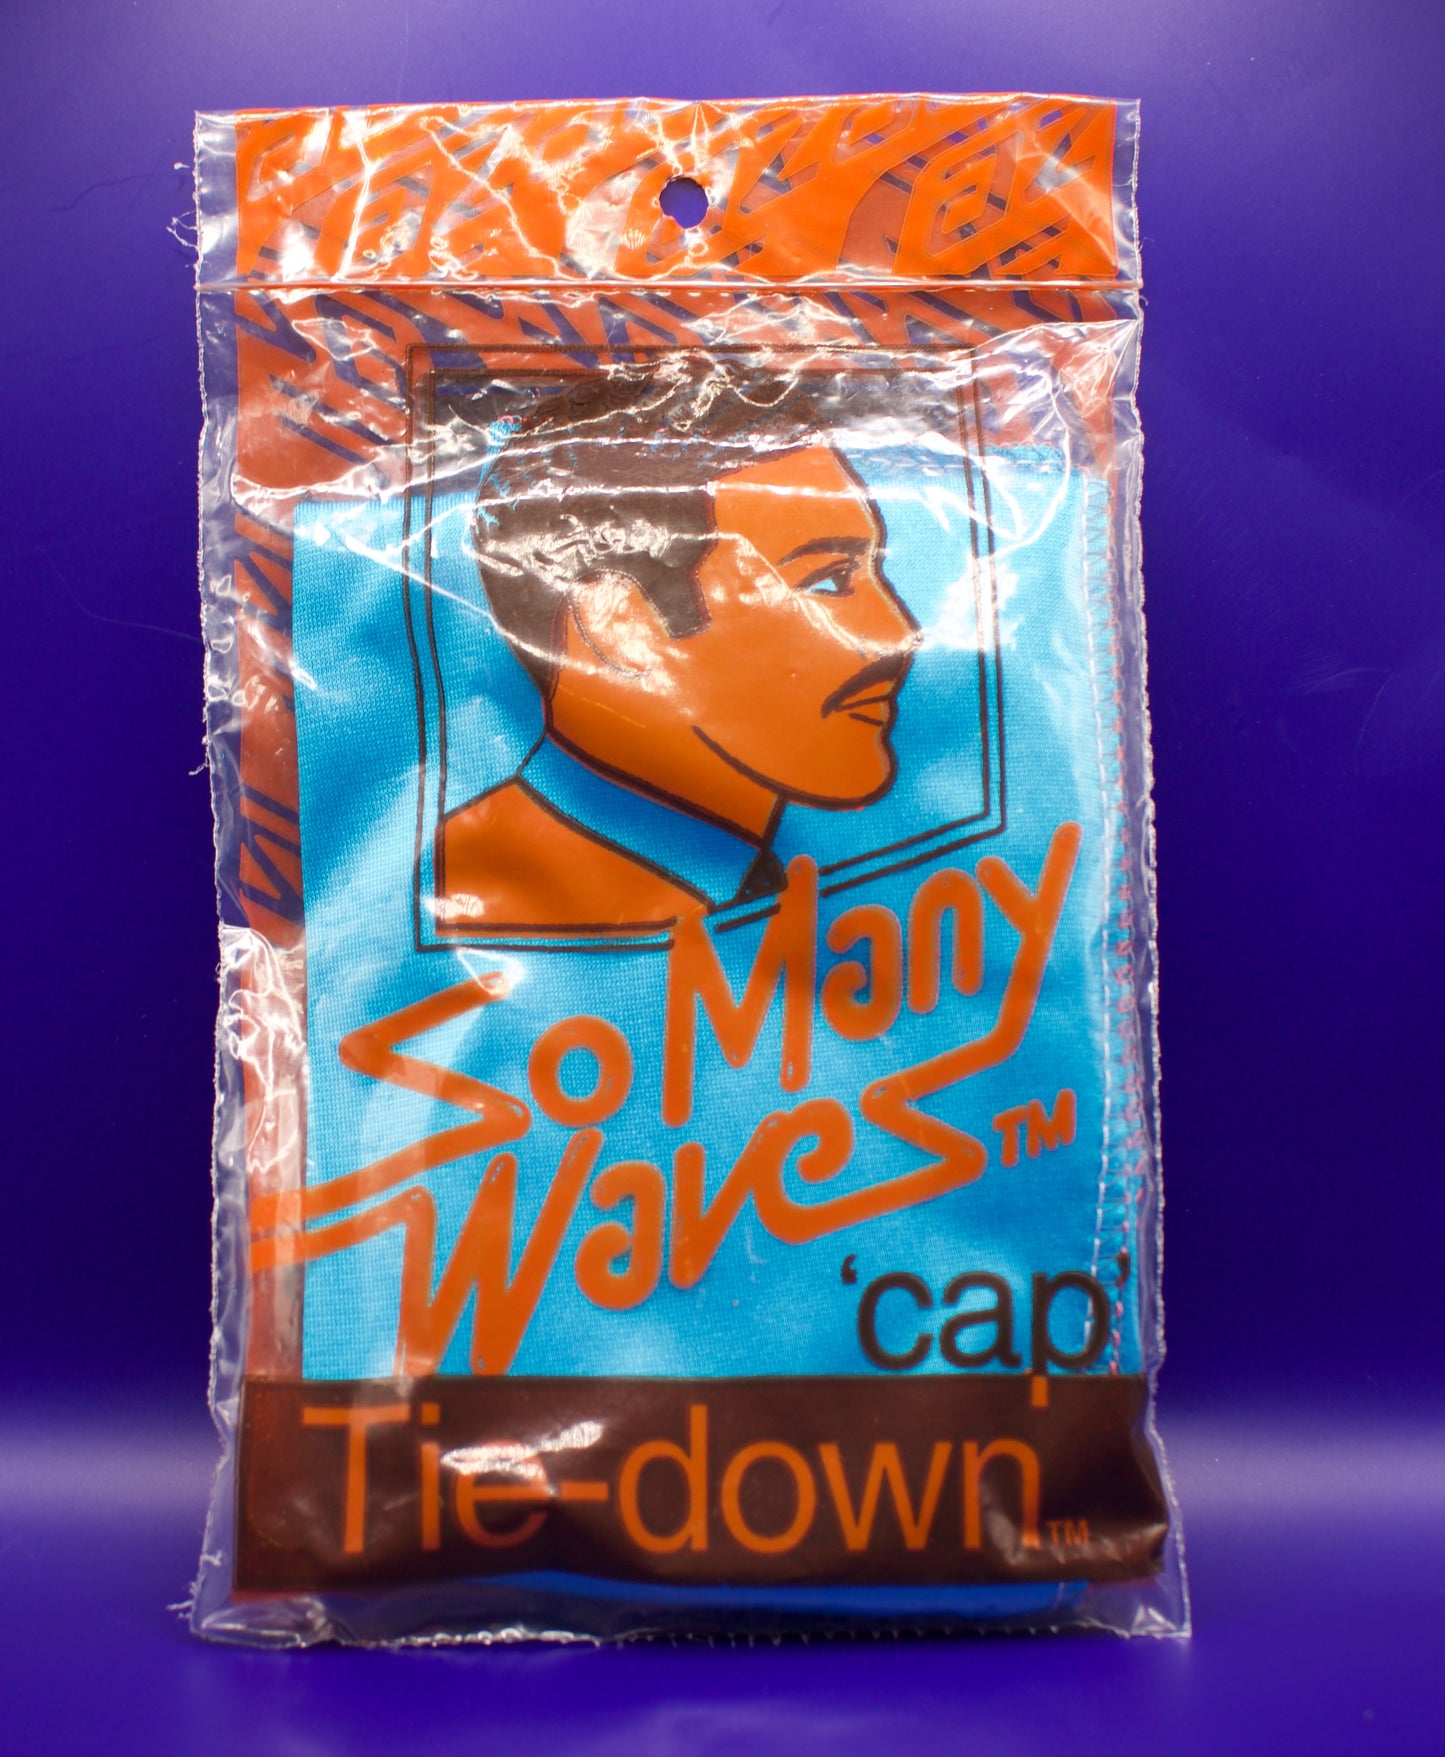 So Many
Waves™
‘cap’
Tie-down™